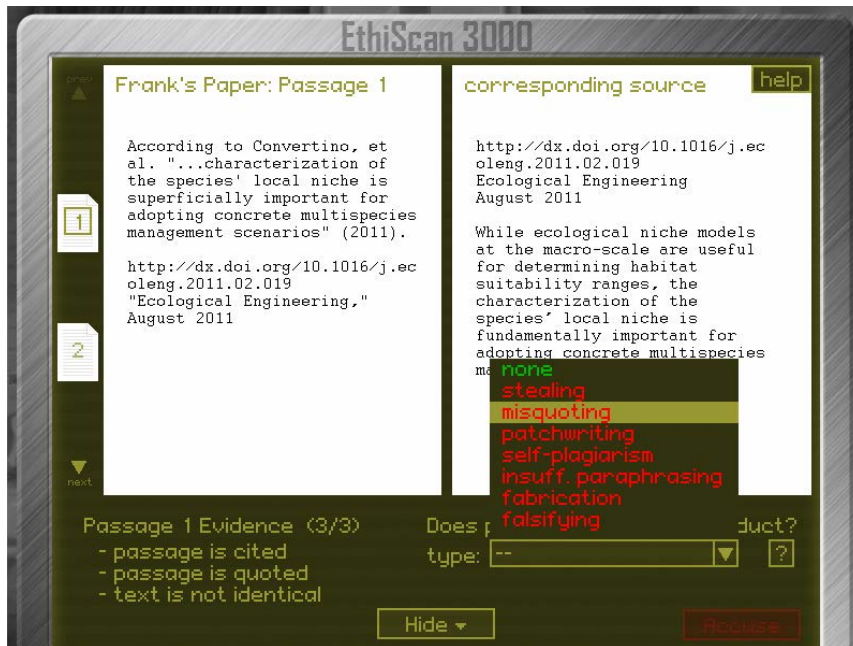 EthiScan 3000
prev
Frank's Paper: Passage 1
According to Convertino, et
al. "...characterization of
the species' local niche is
superficially important for
adopting concrete multispecies
management scenarios" (2011).
http://dx.doi.org/10.1016/j.ec
oleng.2011.02.019
"Ecological Engineering,"
August 2011
corresponding source
help
http://dx.doi.org/10.1016/j.ec
oleng.2011.02.019
Ecological Engineering
August 2011
While ecological niche models
at the macro-scale are useful
for determining habitat
suitability ranges, the
characterization of the
species’ local niche is
fundamentally important for
adopting concrete multispecies
1
2
next
none
stealing
misquoting
patchwriting
self-plagiarism
insuff. paraphrasing
fabrication
falsifying
Passage 1 Evidence (3/3)
- passage is cited
- passage is quoted
- text is not identical
Does
type: --
?
Hide
Accuse